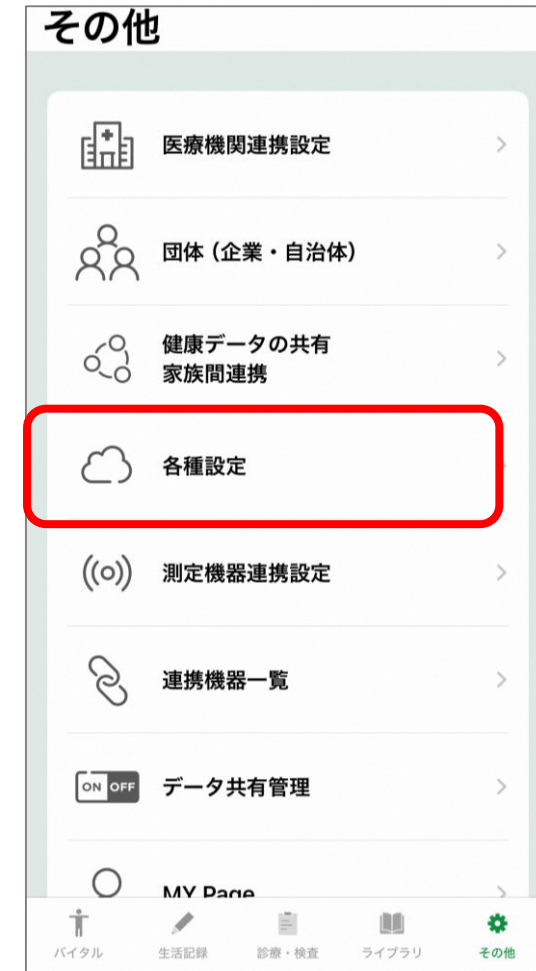 その他
医療機関連携設定
団体（企業・自治体）
健康データの共有
家族間連携
各種設定
測定機器連携設定
連携機器一覧
ON OFF
データ共有管理
MY Page
バイタル
生活記録
診療・検査
ライブラリ
その他